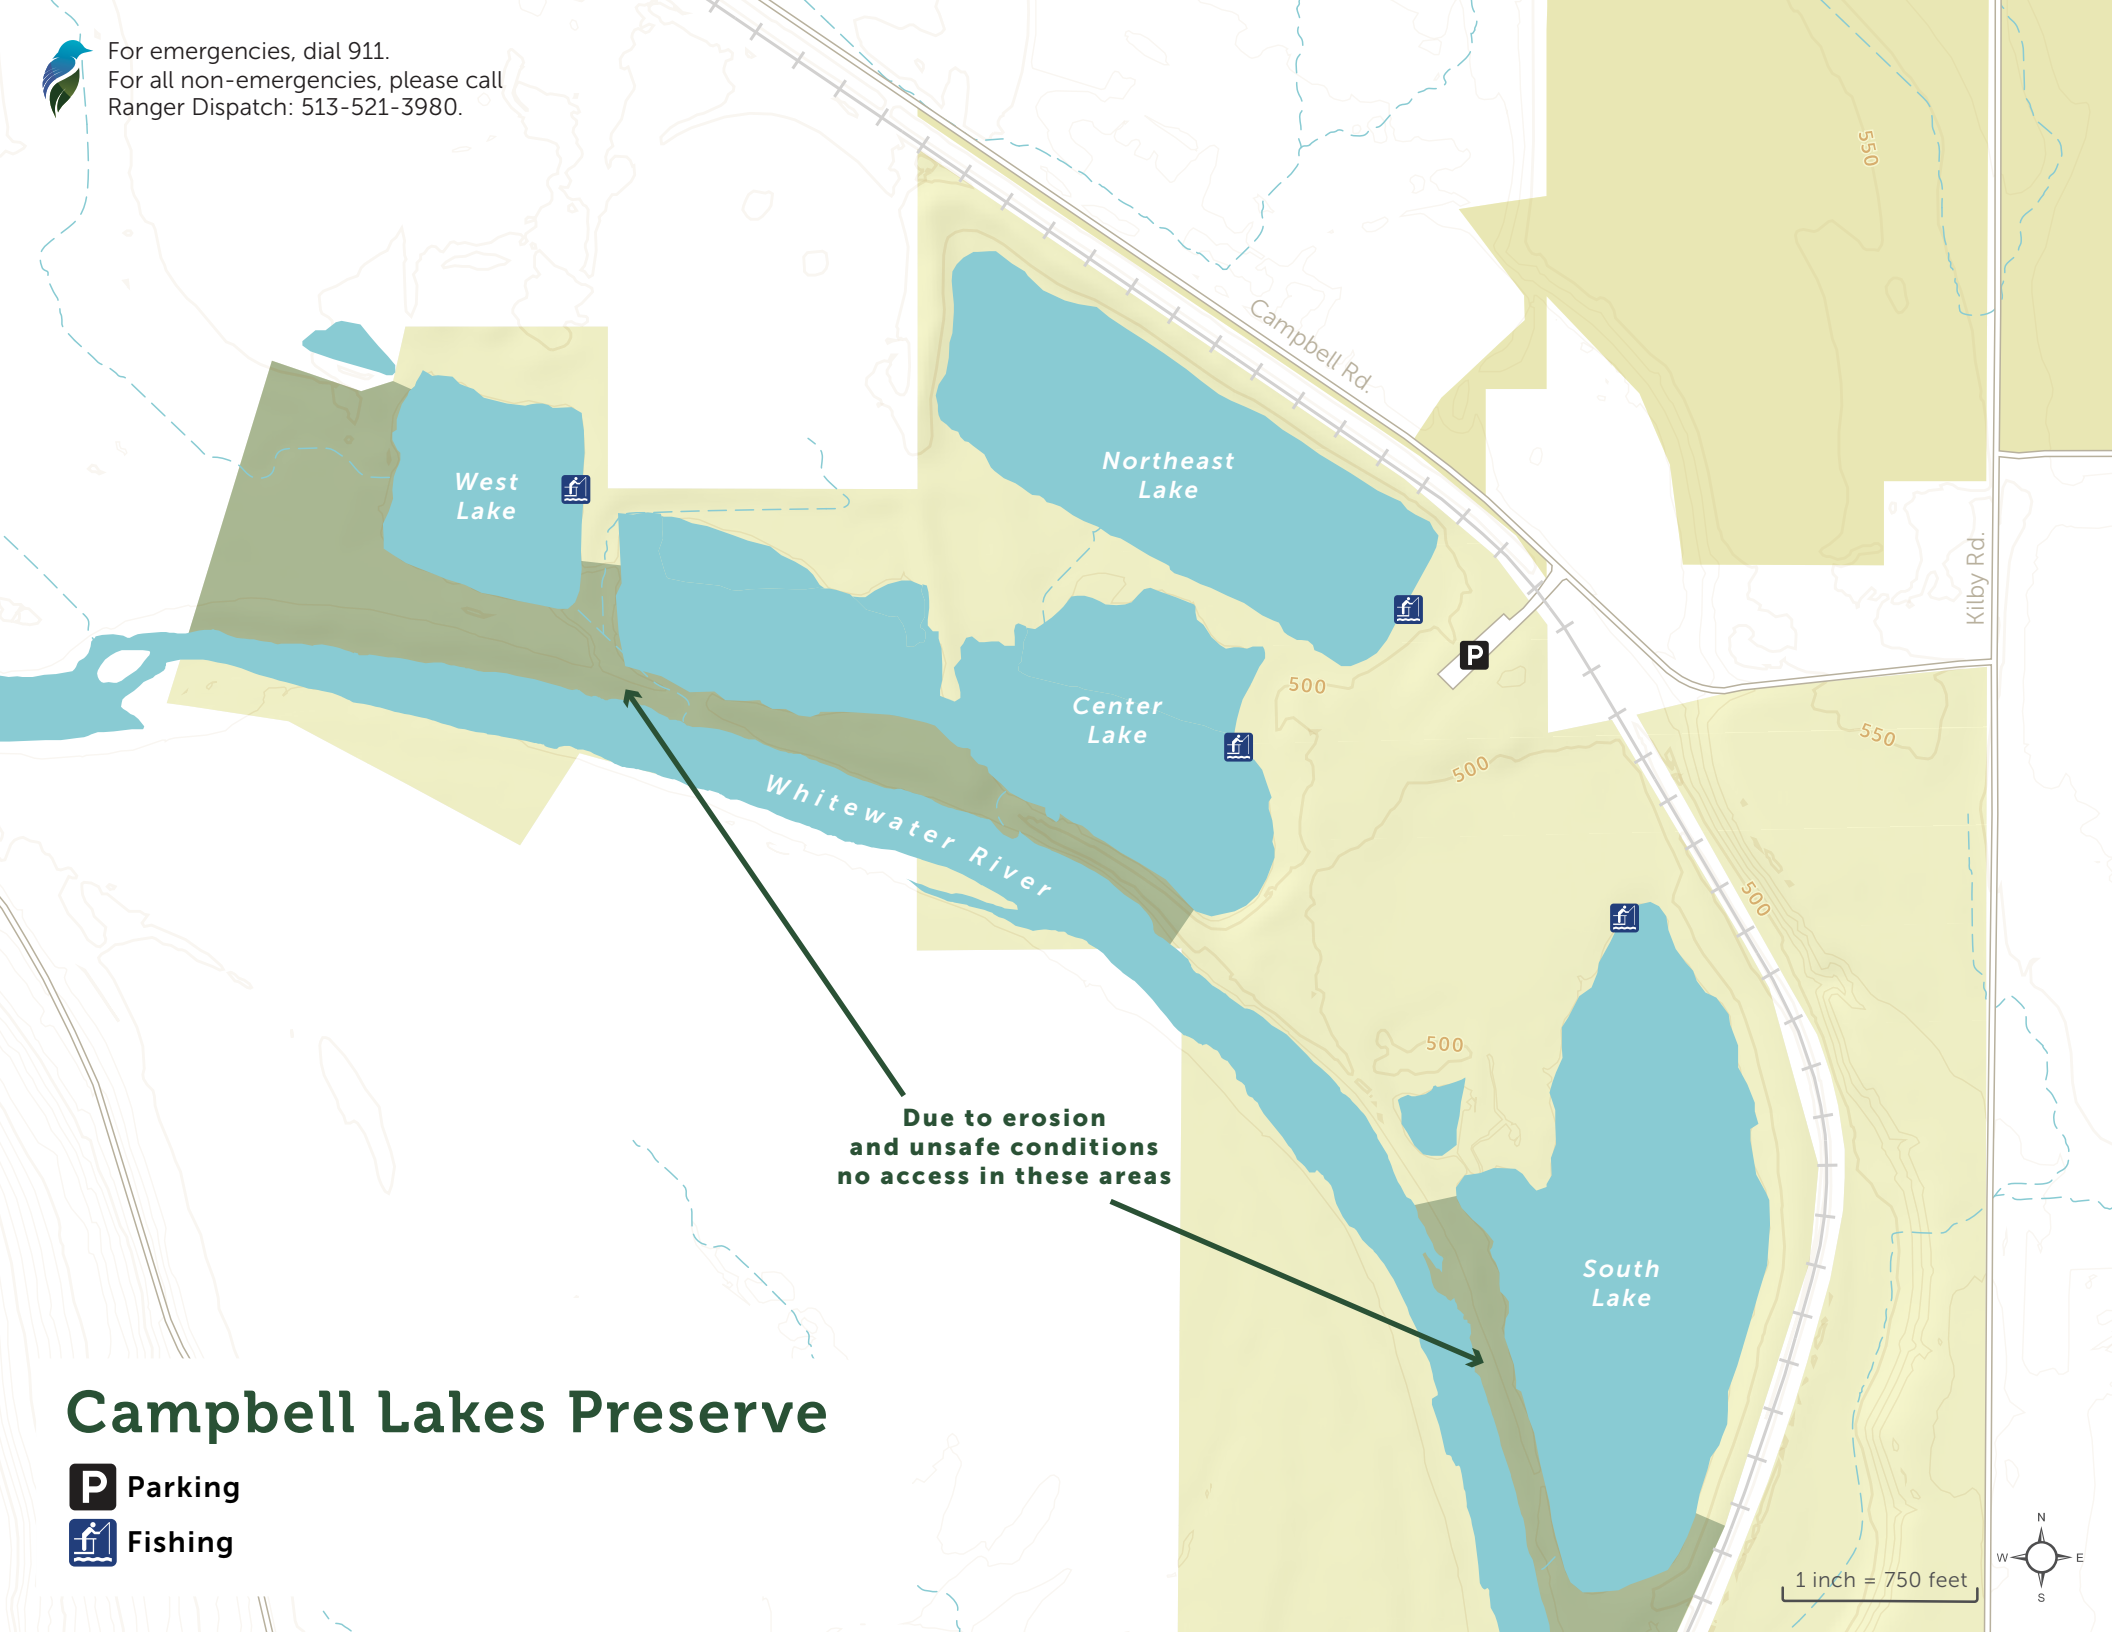 For emergencies, dial 911.
For all non-emergencies, please call
Ranger Dispatch: 513-521-3980.
550
Campbell Rd.
Northeast
Lake
West
Lake
Kilby Rd.
P
500
Center
Lake
550
500
Whitewater River
500
500
Due to erosion
and unsafe conditions
no access in these areas
South
Lake
Campbell Lakes Preserve
P Parking
Fishing
N
W E
S
1 inch = 750 feet